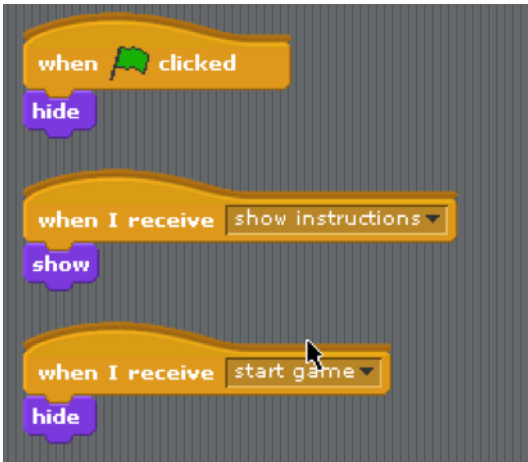 when clicked
hide
when I receive show instructions
show
when I receive start game
hide